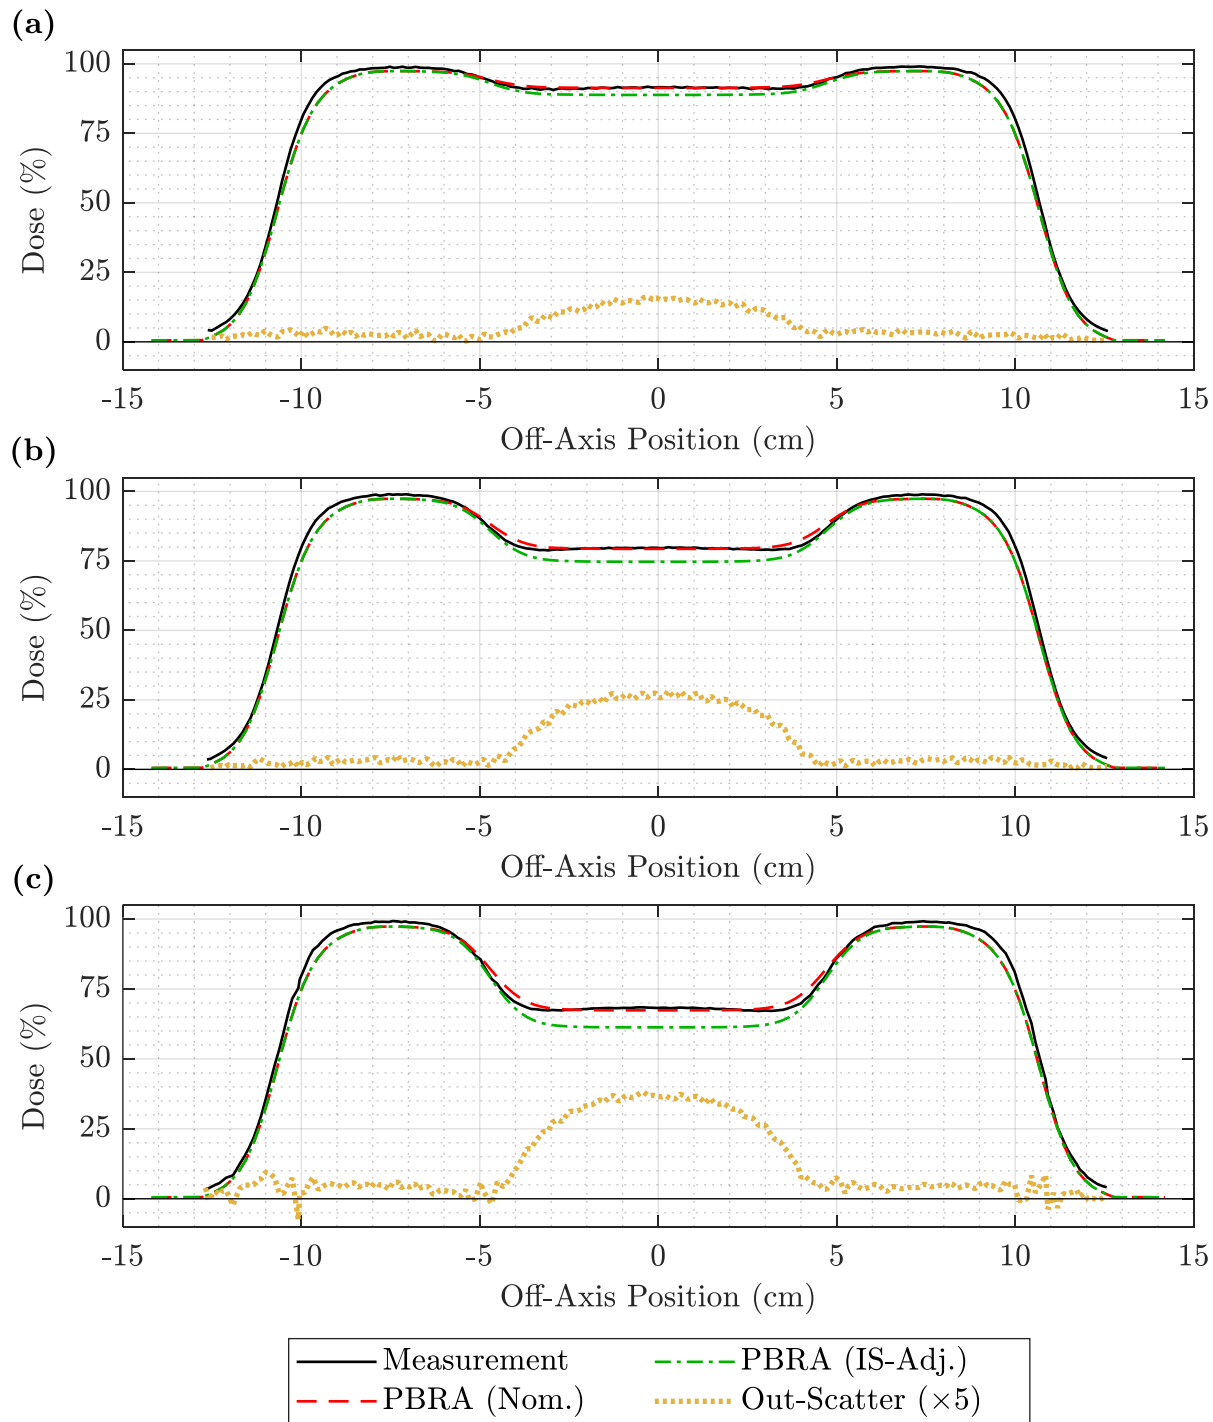 (a)
100
75
50
25
0
Dose (%)
-15 -10 -5 0 5 10 15
Off-Axis Position (cm)
(b)
100
75
50
25
0
Dose (%)
-15 -10 -5 0 5 10 15
Off-Axis Position (cm)
(c)
100
75
50
25
0
Dose (%)
-15 -10 -5 0 5 10 15
Off-Axis Position (cm)
Measurement PBRA (IS-Adj.)
PBRA (Nom.) Out-Scatter (×5)